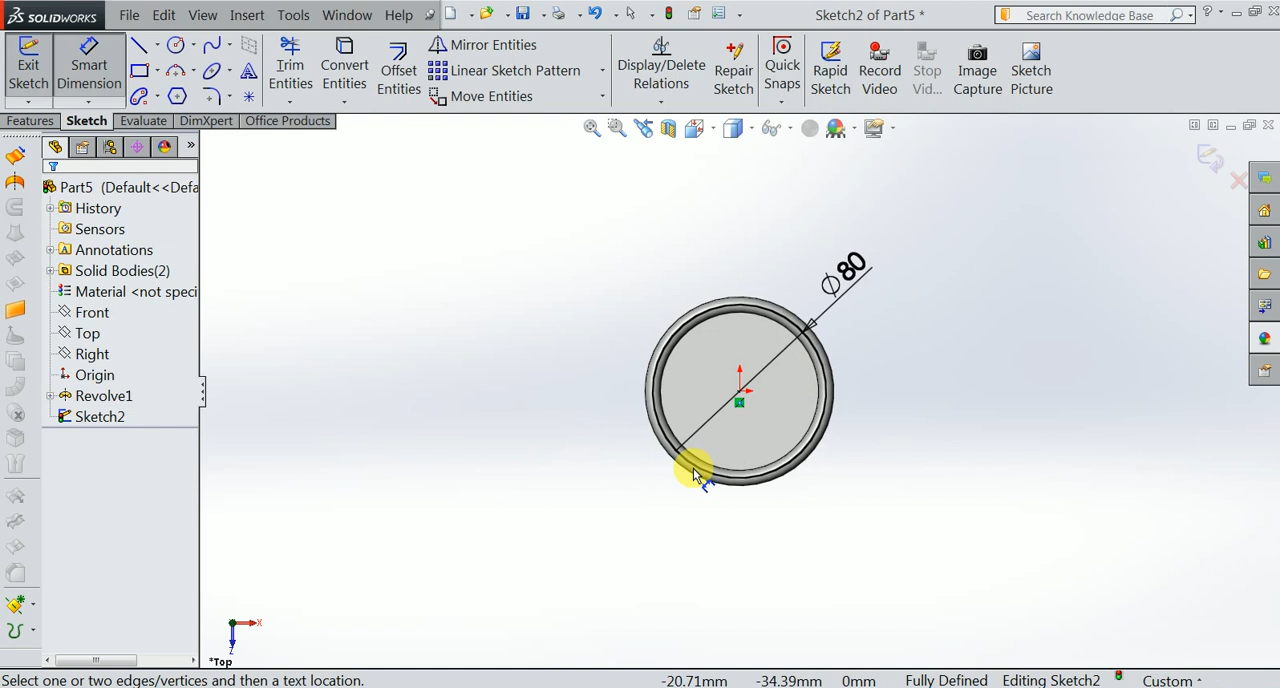 SOLIDWORKS File Edit View Insert Tools Window Help Sketch2 of Part5 * Search Knowledge Base
Exit Sketch
Smart Dimension
Trim Entities
Convert Entities
Offset Entities
Mirror Entities
Linear Sketch Pattern
Move Entities
Display/Delete Relations
Repair Sketch
Quick Snaps
Rapid Sketch
Record Video
Stop Vid...
Image Capture
Sketch Picture
Features Sketch Evaluate DimXpert Office Products
Part5 (Default<<Defa
History
Sensors
Annotations
Solid Bodies(2)
Material <not speci
Front
Top
Right
Origin
Revolve1
Sketch2
∅80
X
Z
*Top
Select one or two edges/vertices and then a text location. -20.71mm -34.39mm 0mm Fully Defined Editing Sketch2 Custom